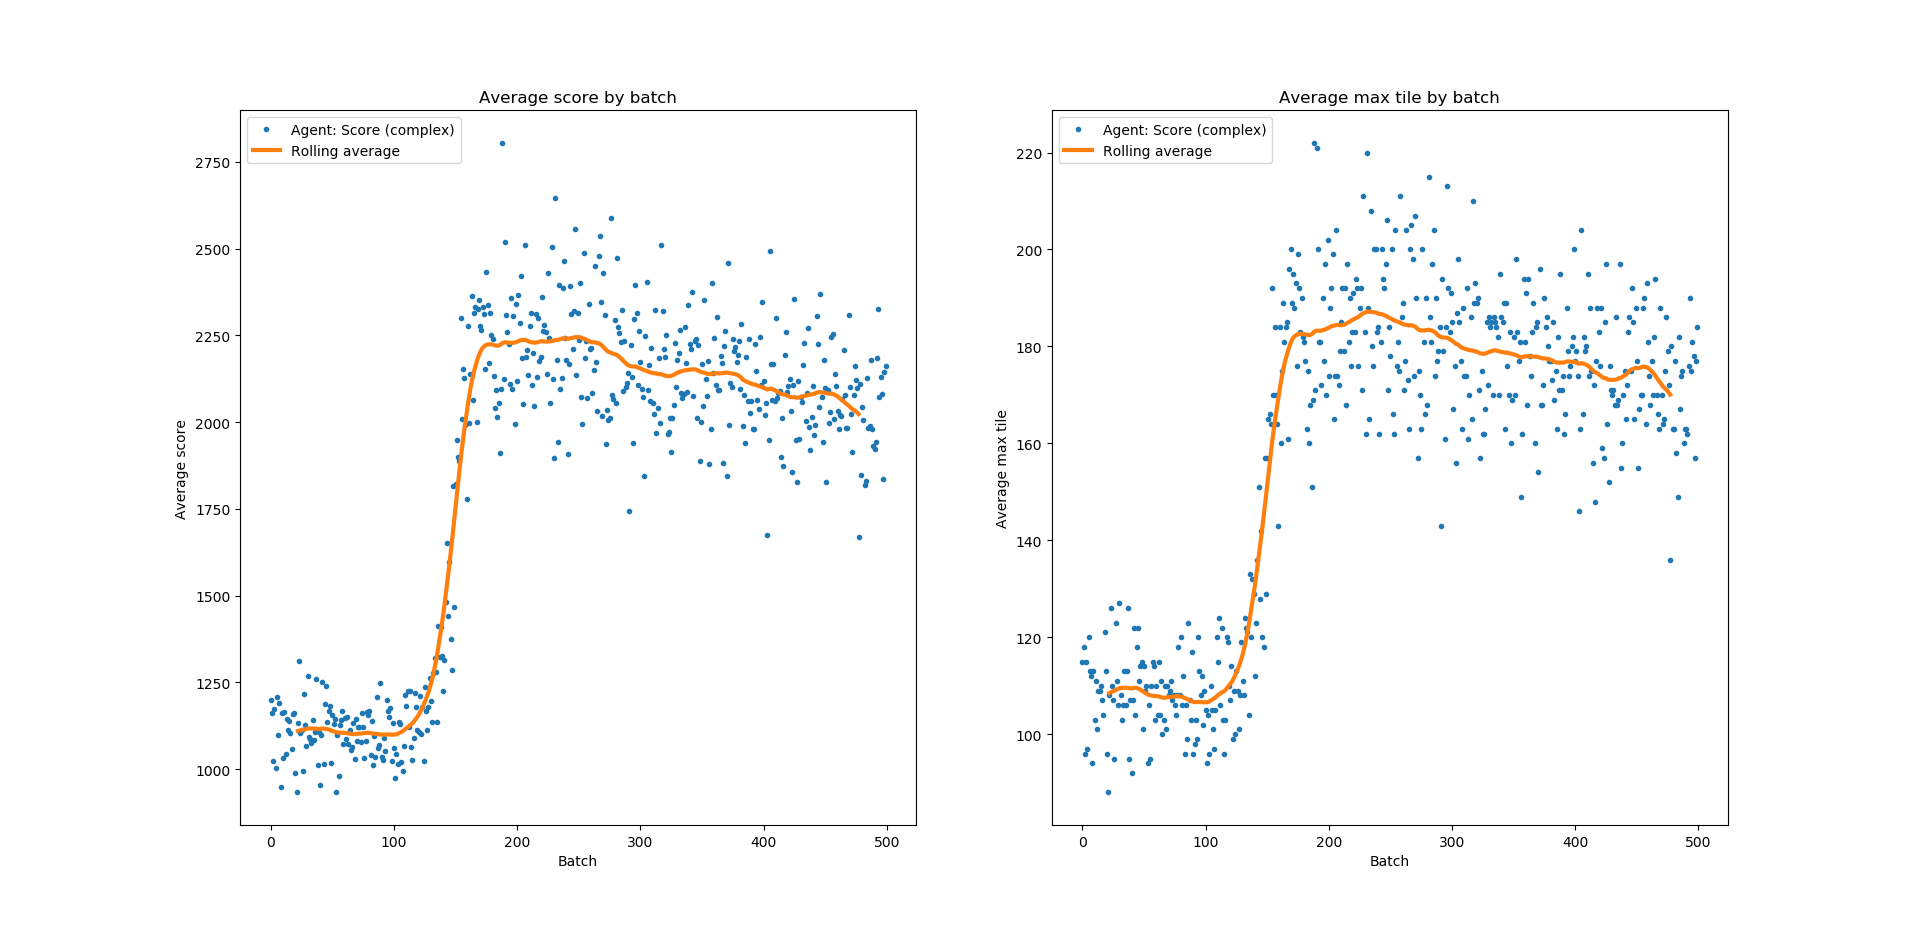 Average score by batch
Agent: Score (complex)
Rolling average
2750
2500
2250
2000
1750
1500
1250
1000
Average score
0 100 200 300 400 500
Batch
Average max tile by batch
Agent: Score (complex)
Rolling average
220
200
180
160
140
120
100
Average max tile
0 100 200 300 400 500
Batch